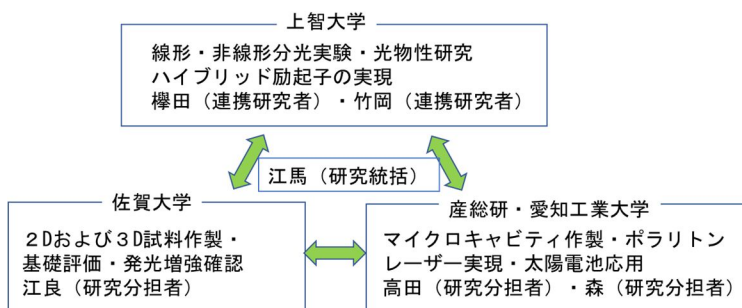 上智大学
線形・非線形分光実験・光物性研究
ハイブリッド励起子の実現
欅田（連携研究者）・竹岡（連携研究者）
江馬（研究統括）
佐賀大学
２Dおよび３D試料作製・
基礎評価・発光増強確認
江良（研究分担者）
産総研・愛知工業大学
マイクロキャビティ作製・ポラリトン
レーザー実現・太陽電池応用
高田（研究分担者）・森（研究分担者）